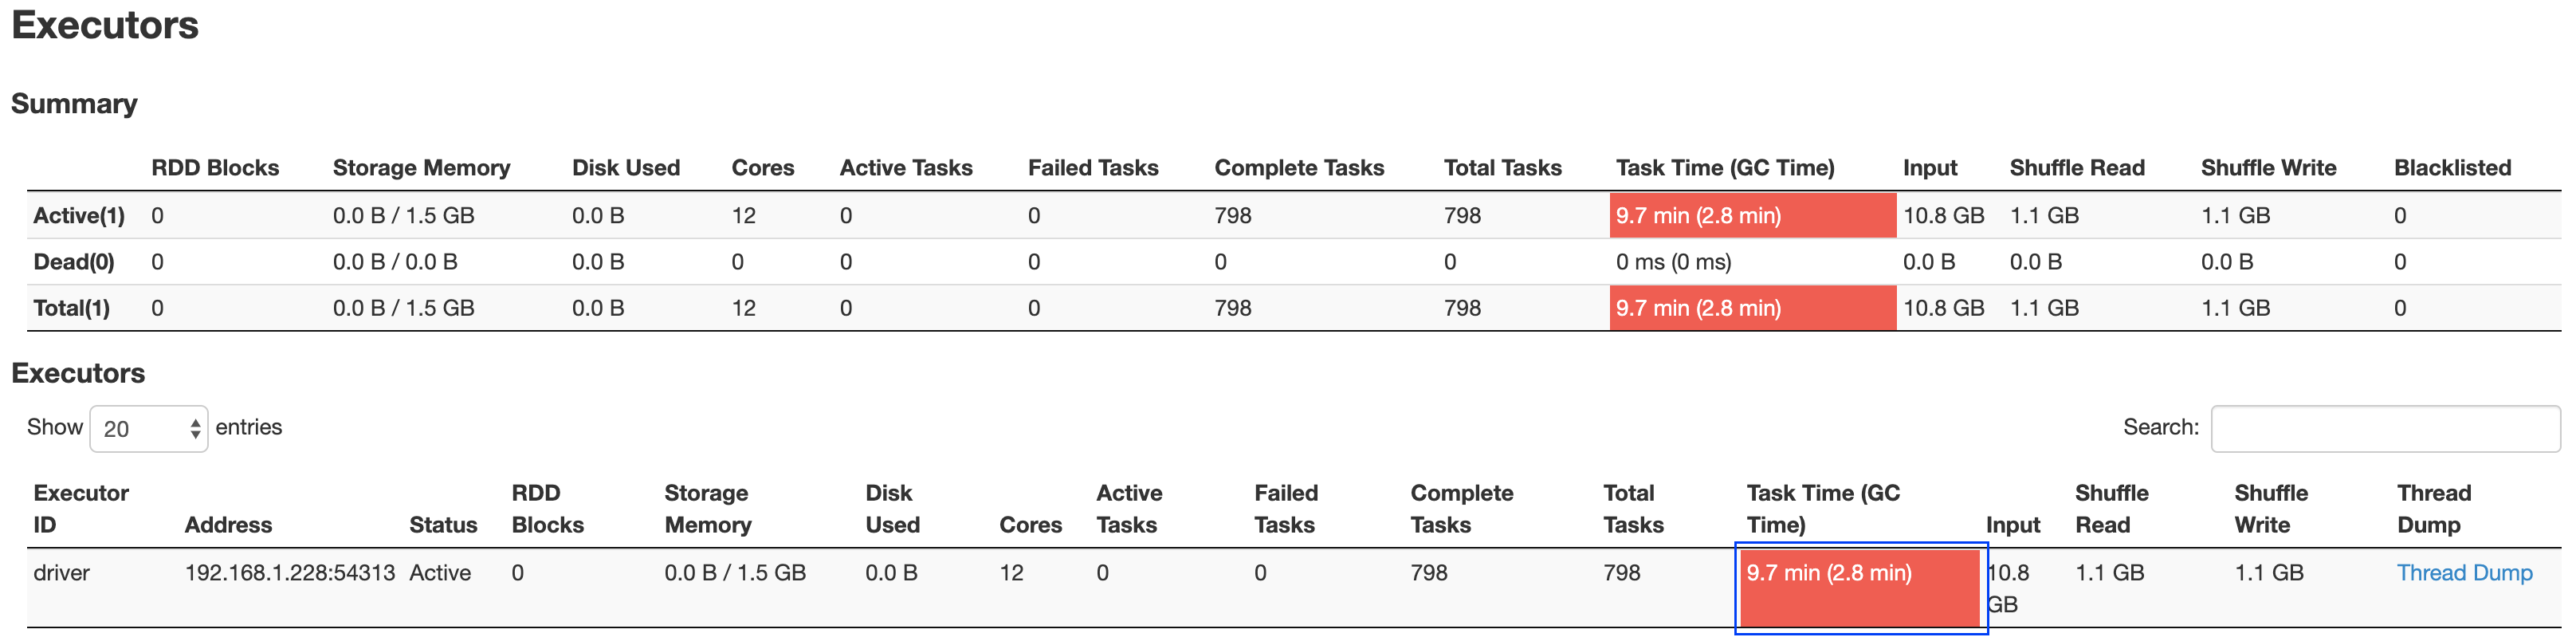 Executors
Summary
RDD Blocks Storage Memory Disk Used Cores Active Tasks Failed Tasks Complete Tasks Total Tasks Task Time (GC Time) Input Shuffle Read Shuffle Write Blacklisted
Active(1) 0 0.0 B / 1.5 GB 0.0 B 12 0 0 798 798 9.7 min (2.8 min) 10.8 GB 1.1 GB 1.1 GB 0
Dead(0) 0 0.0 B / 0.0 B 0.0 B 0 0 0 0 0 0 ms (0 ms) 0.0 B 0.0 B 0.0 B 0
Total(1) 0 0.0 B / 1.5 GB 0.0 B 12 0 0 798 798 9.7 min (2.8 min) 10.8 GB 1.1 GB 1.1 GB 0
Executors
Show 20 entries Search:
Executor RDD Storage Disk Active Failed Complete Total Task Time (GC Shuffle Shuffle Thread
ID Address Status Blocks Memory Used Cores Tasks Tasks Tasks Tasks Time) Input Read Write Dump
driver 192.168.1.228:54313 Active 0 0.0 B / 1.5 GB 0.0 B 12 0 0 798 798 9.7 min (2.8 min) 10.8 1.1 GB 1.1 GB Thread Dump
GB